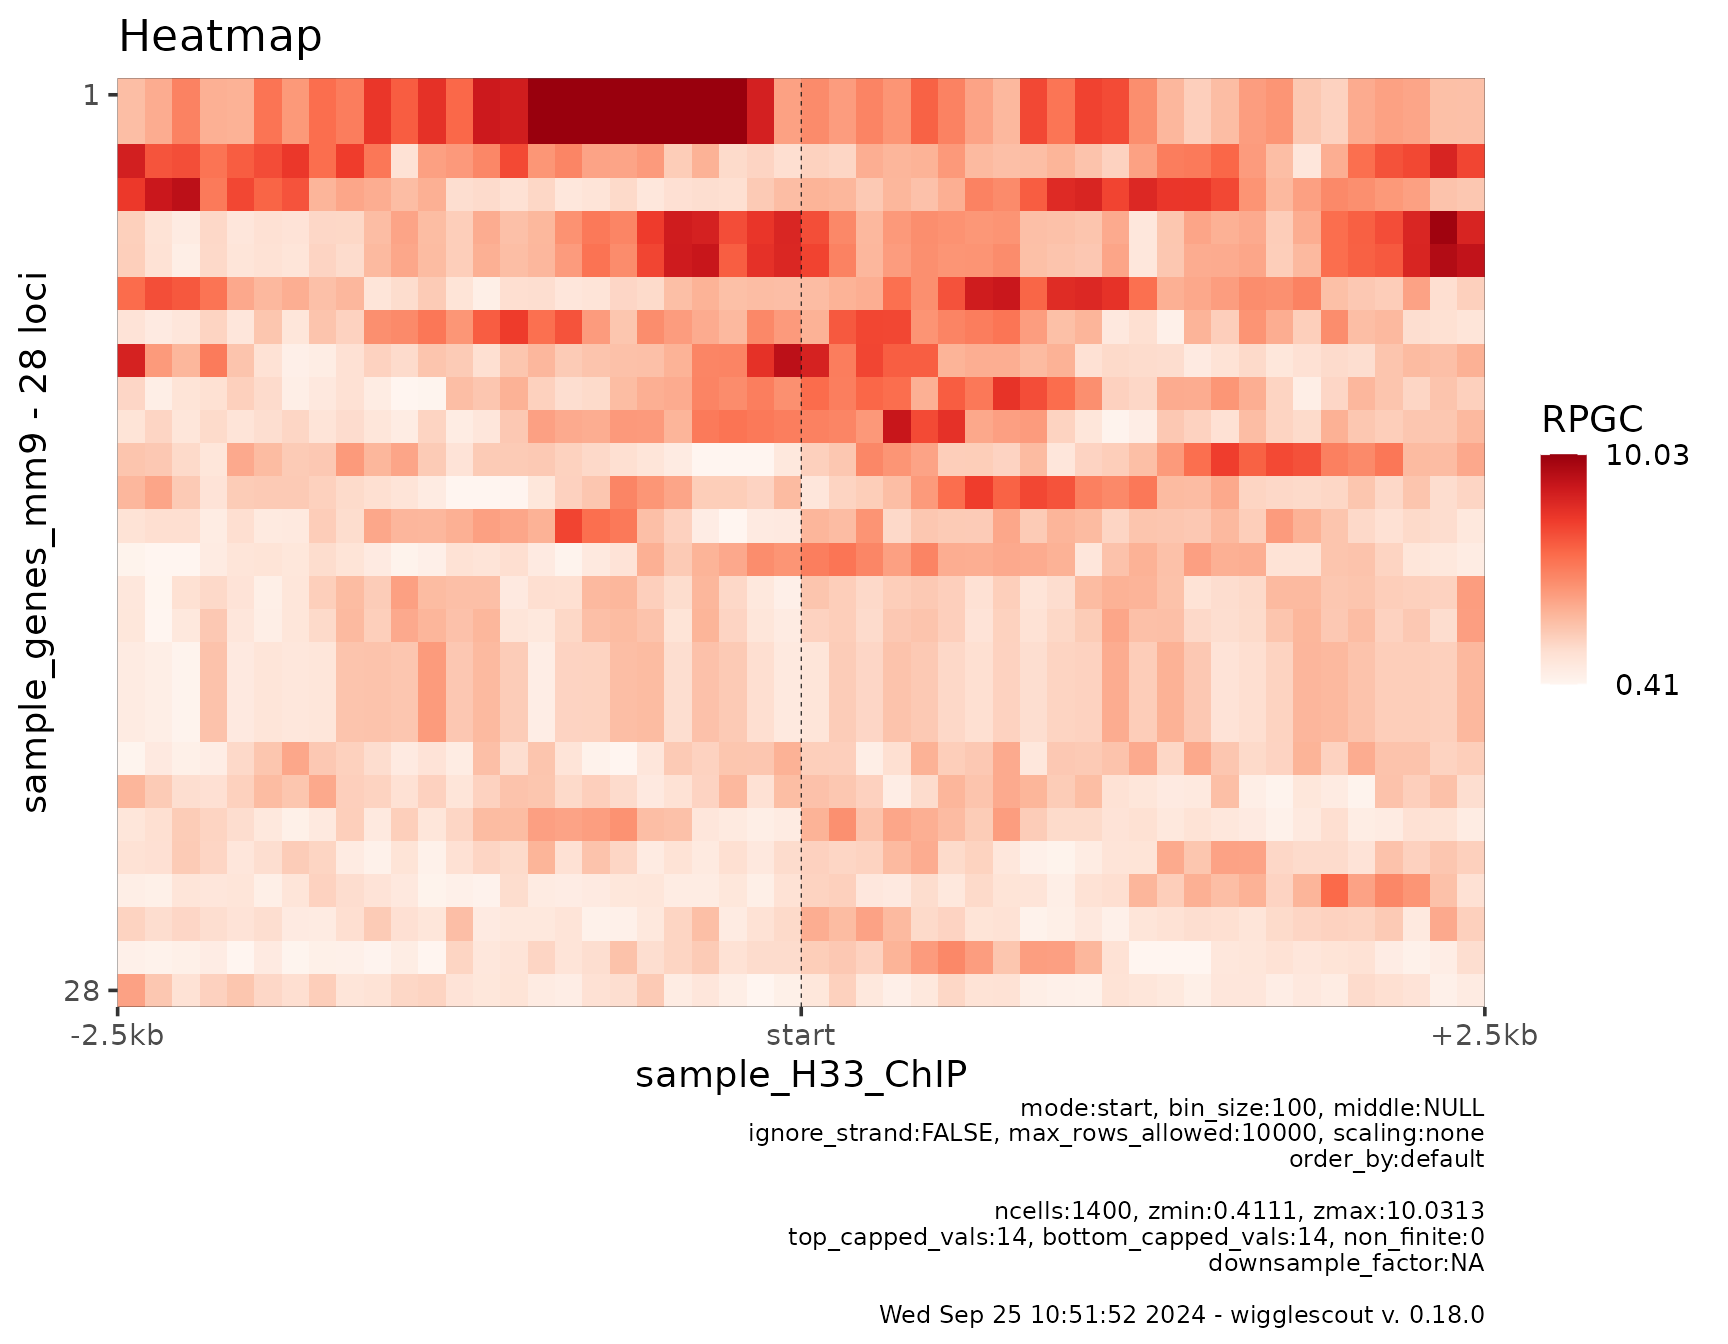 Heatmap
1
28
sample_genes_mm9 - 28 loci
-2.5kb
start
+2.5kb
sample_H33_ChIP
RPGC
10.03
0.41
mode:start, bin_size:100, middle:NULL
ignore_strand:FALSE, max_rows_allowed:10000, scaling:none
order_by:default
ncells:1400, zmin:0.4111, zmax:10.0313
top_capped_vals:14, bottom_capped_vals:14, non_finite:0
downsample_factor:NA
Wed Sep 25 10:51:52 2024 - wigglescout v. 0.18.0